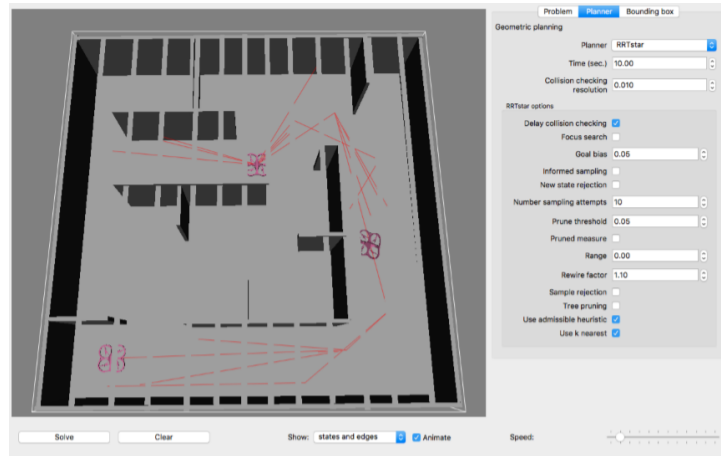 Problem Planner Bounding box
Geometric planning
Planner RRTstar
Time (sec.) 10.00
Collision checking
resolution 0.010
RRTstar options
Delay collision checking
Focus search
Goal bias 0.05
Informed sampling
New state rejection
Number sampling attempts 10
Prune threshold 0.05
Pruned measure
Range 0.00
Rewire factor 1.10
Sample rejection
Tree pruning
Use admissible heuristic
Use k nearest
Solve Clear Show: states and edges Animate Speed: